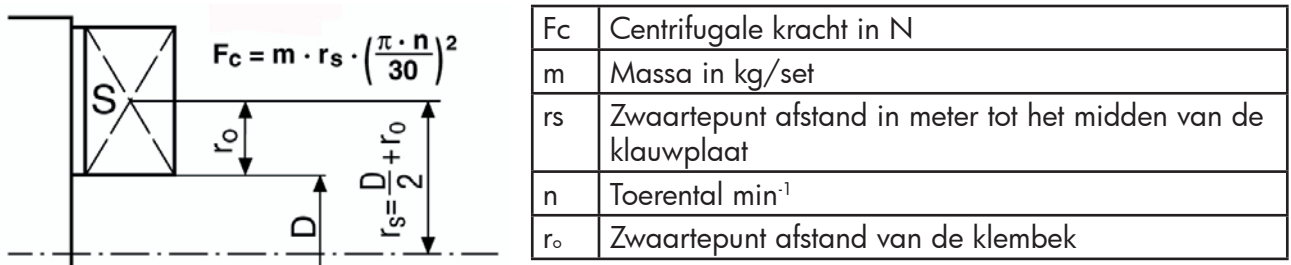 Fc = m · rs · (π · n / 30)²
S
ro
rs = D/2 + ro
D
Fc Centrifugale kracht in N
m Massa in kg/set
rs Zwaartepunt afstand in meter tot het midden van de
klauwplaat
n Toerental min⁻¹
ro Zwaartepunt afstand van de klembek